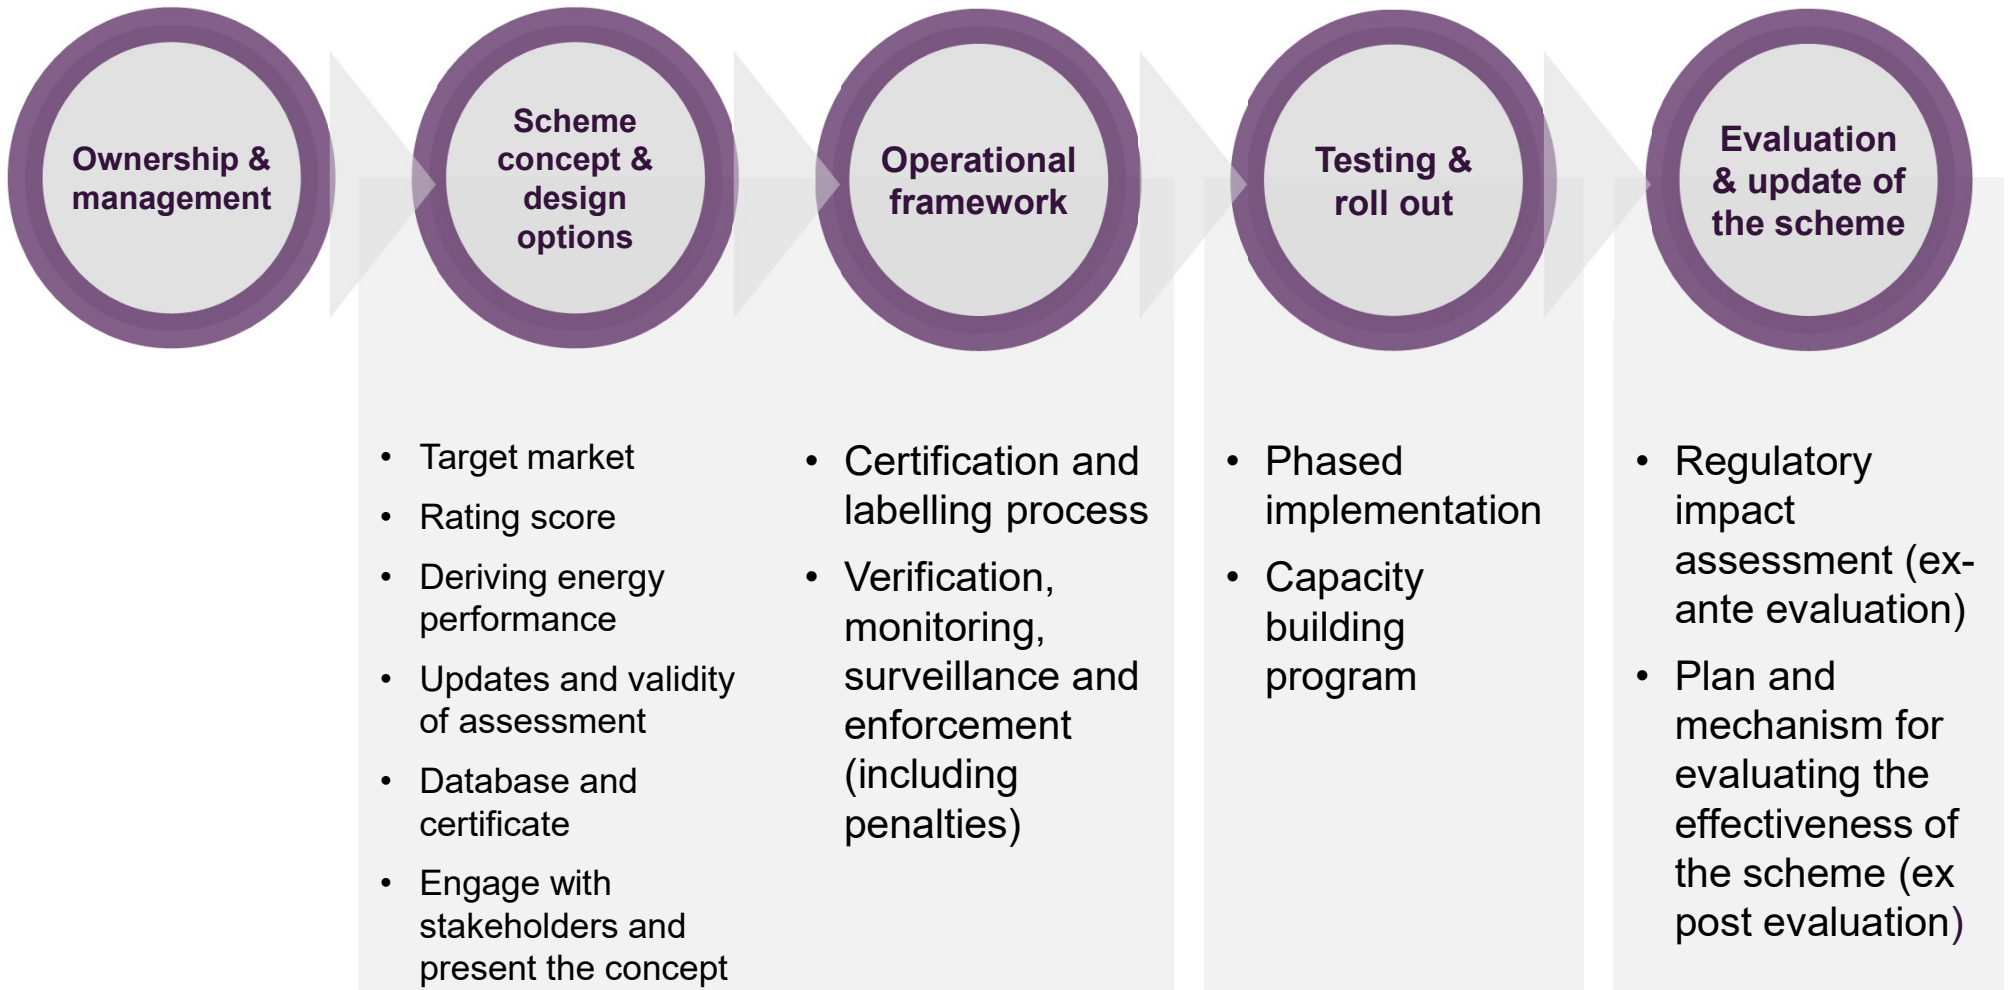 Ownership &
management
Scheme
concept &
design
options
Operational
framework
Testing &
roll out
Evaluation
& update of
the scheme
• Target market
• Rating score
• Deriving energy
performance
• Updates and validity
of assessment
• Database and
certificate
• Engage with
stakeholders and
present the concept
• Certification and
labelling process
• Verification,
monitoring,
surveillance and
enforcement
(including
penalties)
• Phased
implementation
• Capacity
building
program
• Regulatory
impact
assessment (ex-
ante evaluation)
• Plan and
mechanism for
evaluating the
effectiveness of
the scheme (ex
post evaluation)